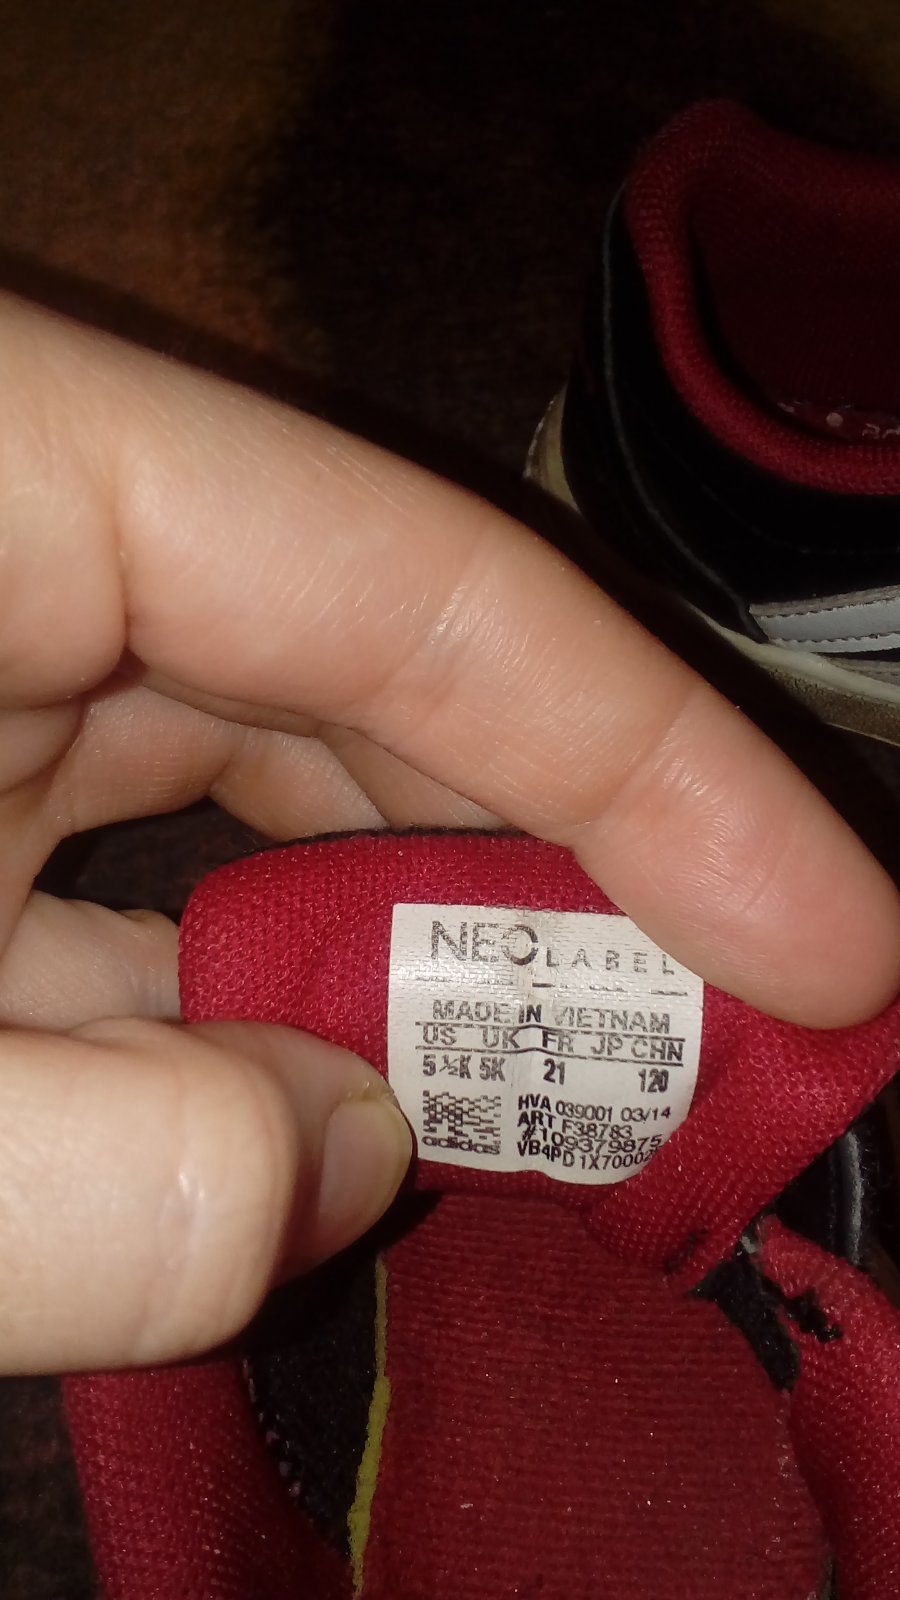 NEO LABEL
MADE IN VIETNAM
US UK FR JP CHN
5 ½K 5K 21 120
HVA 039001 03/14
ART F38783
#109379875
adidas